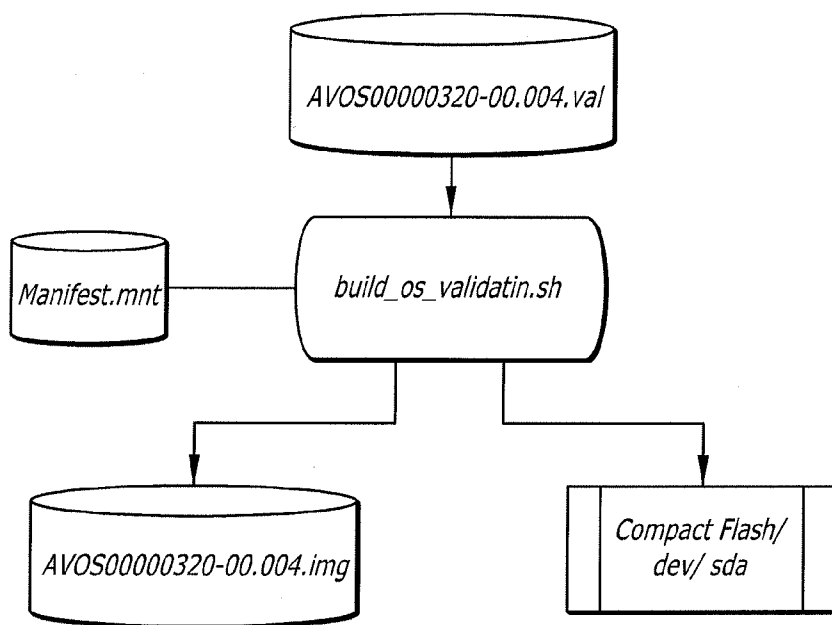 AVOS00000320-00.004.val
Manifest.mnt
build_os_validatin.sh
AVOS00000320-00.004.img
Compact Flash/
dev/ sda